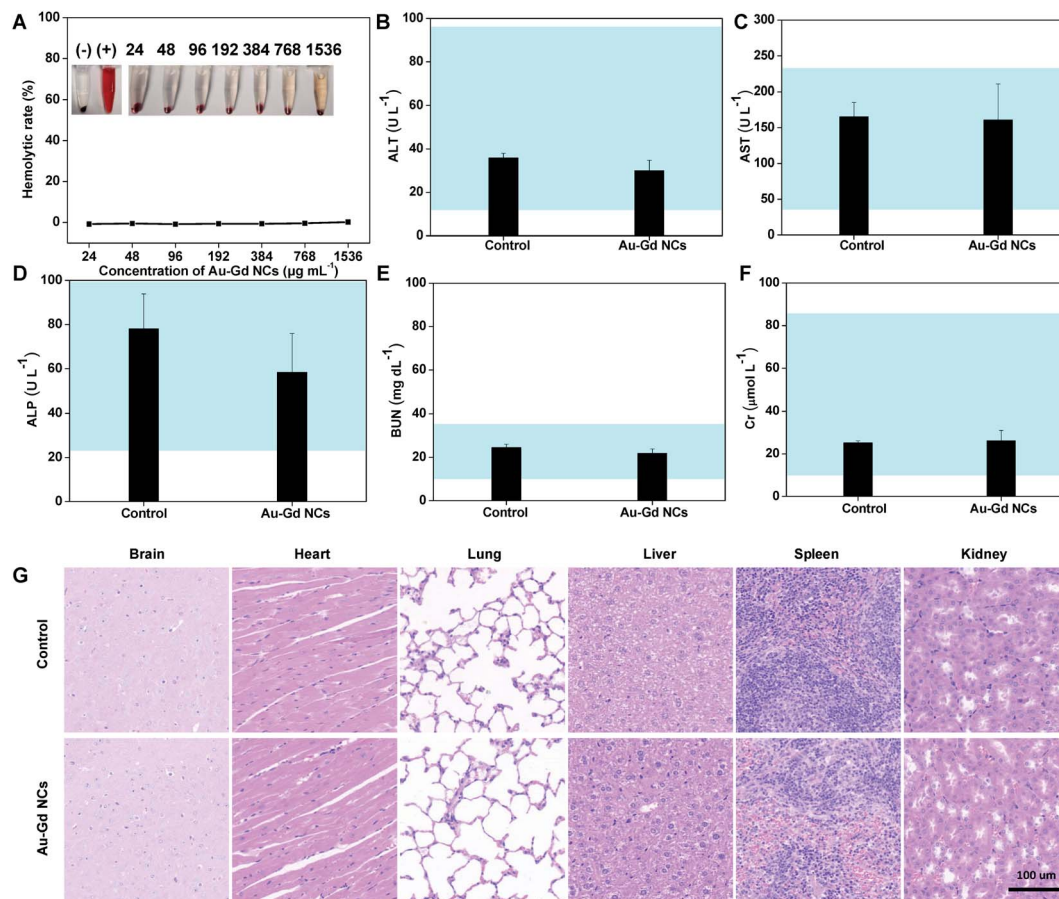 A
Hemolytic rate (%)
100
80
60
40
20
0
(-) (+) 24 48 96 192 384 768 1536
24 48 96 192 384 768 1536
Concentration of Au-Gd NCs (µg mL-1)
B
ALT (U L-1)
100
80
60
40
20
0
Control Au-Gd NCs
C
AST (U L-1)
300
250
200
150
100
50
0
Control Au-Gd NCs
D
ALP (U L-1)
100
80
60
40
20
0
Control Au-Gd NCs
E
BUN (mg dL-1)
100
80
60
40
20
0
Control Au-Gd NCs
F
Cr (µmol L-1)
100
80
60
40
20
0
Control Au-Gd NCs
G
Brain Heart Lung Liver Spleen Kidney
Control
Au-Gd NCs
100 um